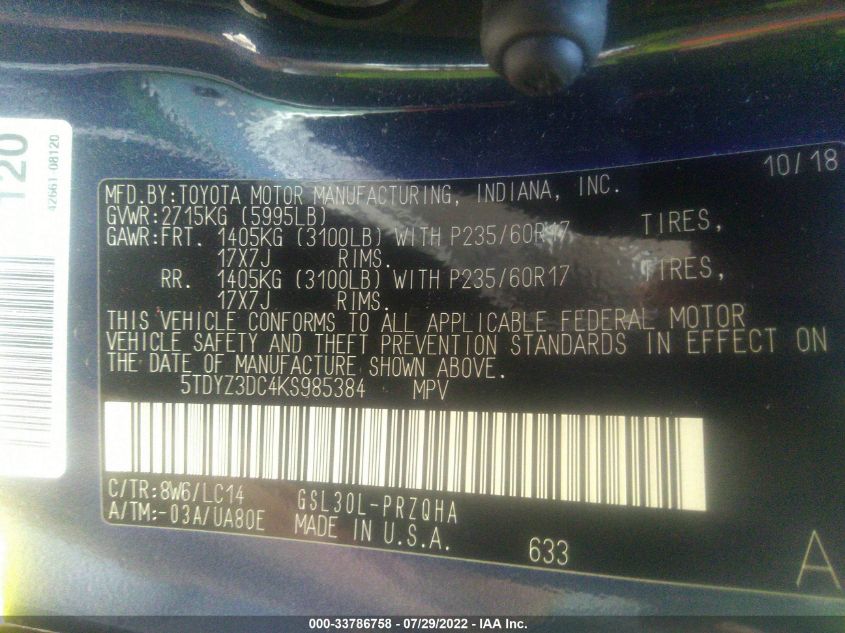 120
42661-08120
10/18
MFD.BY:TOYOTA MOTOR MANUFACTURING, INDIANA, INC.
GVWR:2715KG (5995LB)
GAWR:FRT. 1405KG (3100LB) WITH P235/60R17 TIRES,
17X7J RIMS.
RR. 1405KG (3100LB) WITH P235/60R17 TIRES,
17X7J RIMS.
THIS VEHICLE CONFORMS TO ALL APPLICABLE FEDERAL MOTOR
VEHICLE SAFETY AND THEFT PREVENTION STANDARDS IN EFFECT ON
THE DATE OF MANUFACTURE SHOWN ABOVE.
5TDYZ3DC4KS985384 MPV
C/TR:8W6/LC14 GSL30L-PRZQHA
A/TM:-03A/UA80E MADE IN U.S.A. 633
A
000-33786758 - 07/29/2022 - IAA Inc.